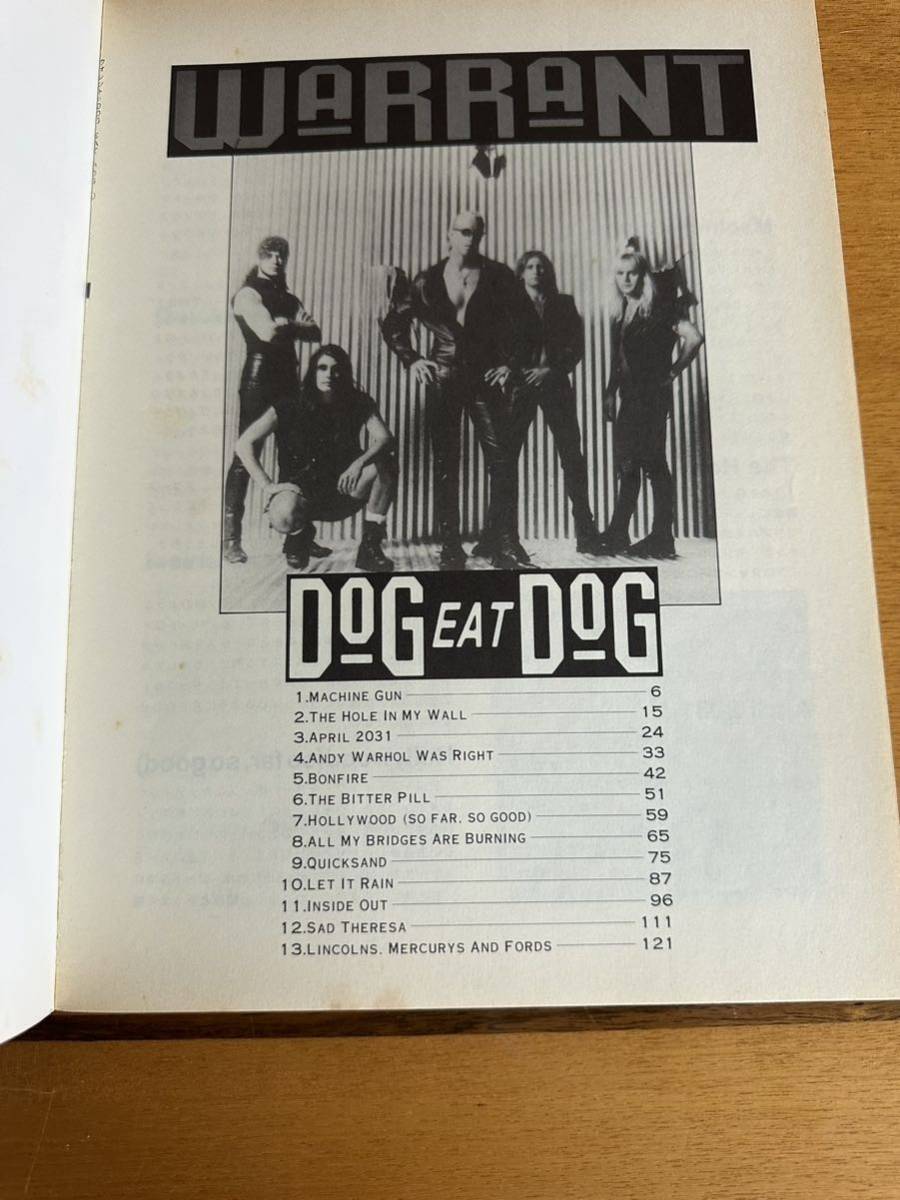 WARRANT
DOG EAT DOG
1.MACHINE GUN 6
2.THE HOLE IN MY WALL 15
3.APRIL 2031 24
4.ANDY WARHOL WAS RIGHT 33
5.BONFIRE 42
6.THE BITTER PILL 51
7.HOLLYWOOD (SO FAR, SO GOOD) 59
8.ALL MY BRIDGES ARE BURNING 65
9.QUICKSAND 75
10.LET IT RAIN 87
11.INSIDE OUT 96
12.SAD THERESA 111
13.LINCOLNS, MERCURYS AND FORDS 121